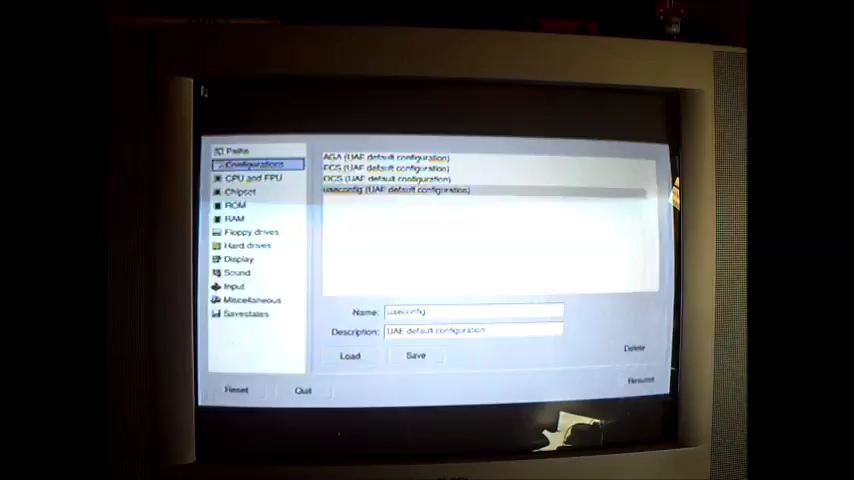 Paths
Configurations
CPU and FPU
Chipset
ROM
RAM
Floppy drives
Hard drives
Display
Sound
Input
Miscellaneous
Savestates
AGA (UAE default configuration)
ECS (UAE default configuration)
OCS (UAE default configuration)
uaeconfig (UAE default configuration)
Name: uaeconfig
Description: UAE default configuration
Load Save Delete
Reset Quit Resume